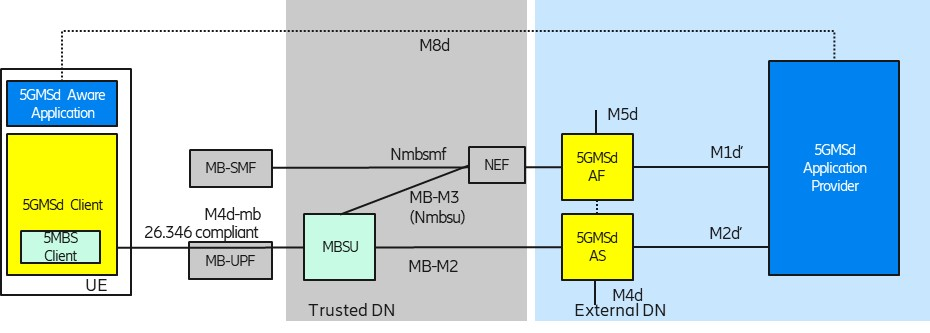 M8d
5GMSd Aware
Application
5GMSd Client
5MBS
Client
UE
MB-SMF
Nmbsmf
NEF
MB-M3
(Nmbsu)
M4d-mb
26.346 compliant
MB-UPF
MBSU
MB-M2
Trusted DN
M5d
5GMSd
AF
M1d'
5GMSd
AS
M2d'
M4d
External DN
5GMSd
Application
Provider